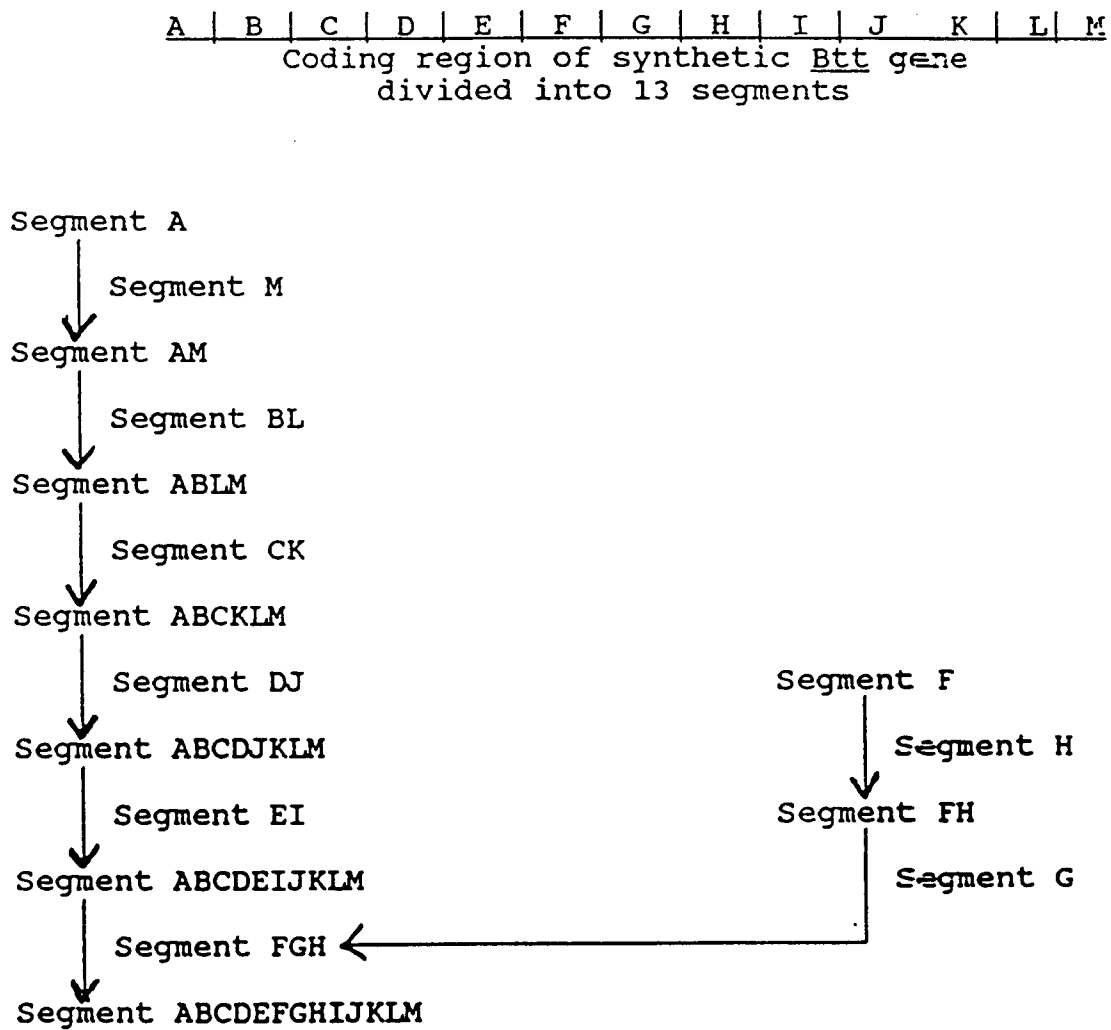 A | B | C | D | E | F | G | H | I | J K | L | M
Coding region of synthetic Btt gene
divided into 13 segments
Segment A
Segment M
Segment AM
Segment BL
Segment ABLM
Segment CK
Segment ABCKLM
Segment DJ
Segment F
Segment ABCDJKLM
Segment H
Segment EI
Segment FH
Segment ABCDEIJKLM
Segment G
Segment FGH
Segment ABCDEFGHIJKLM